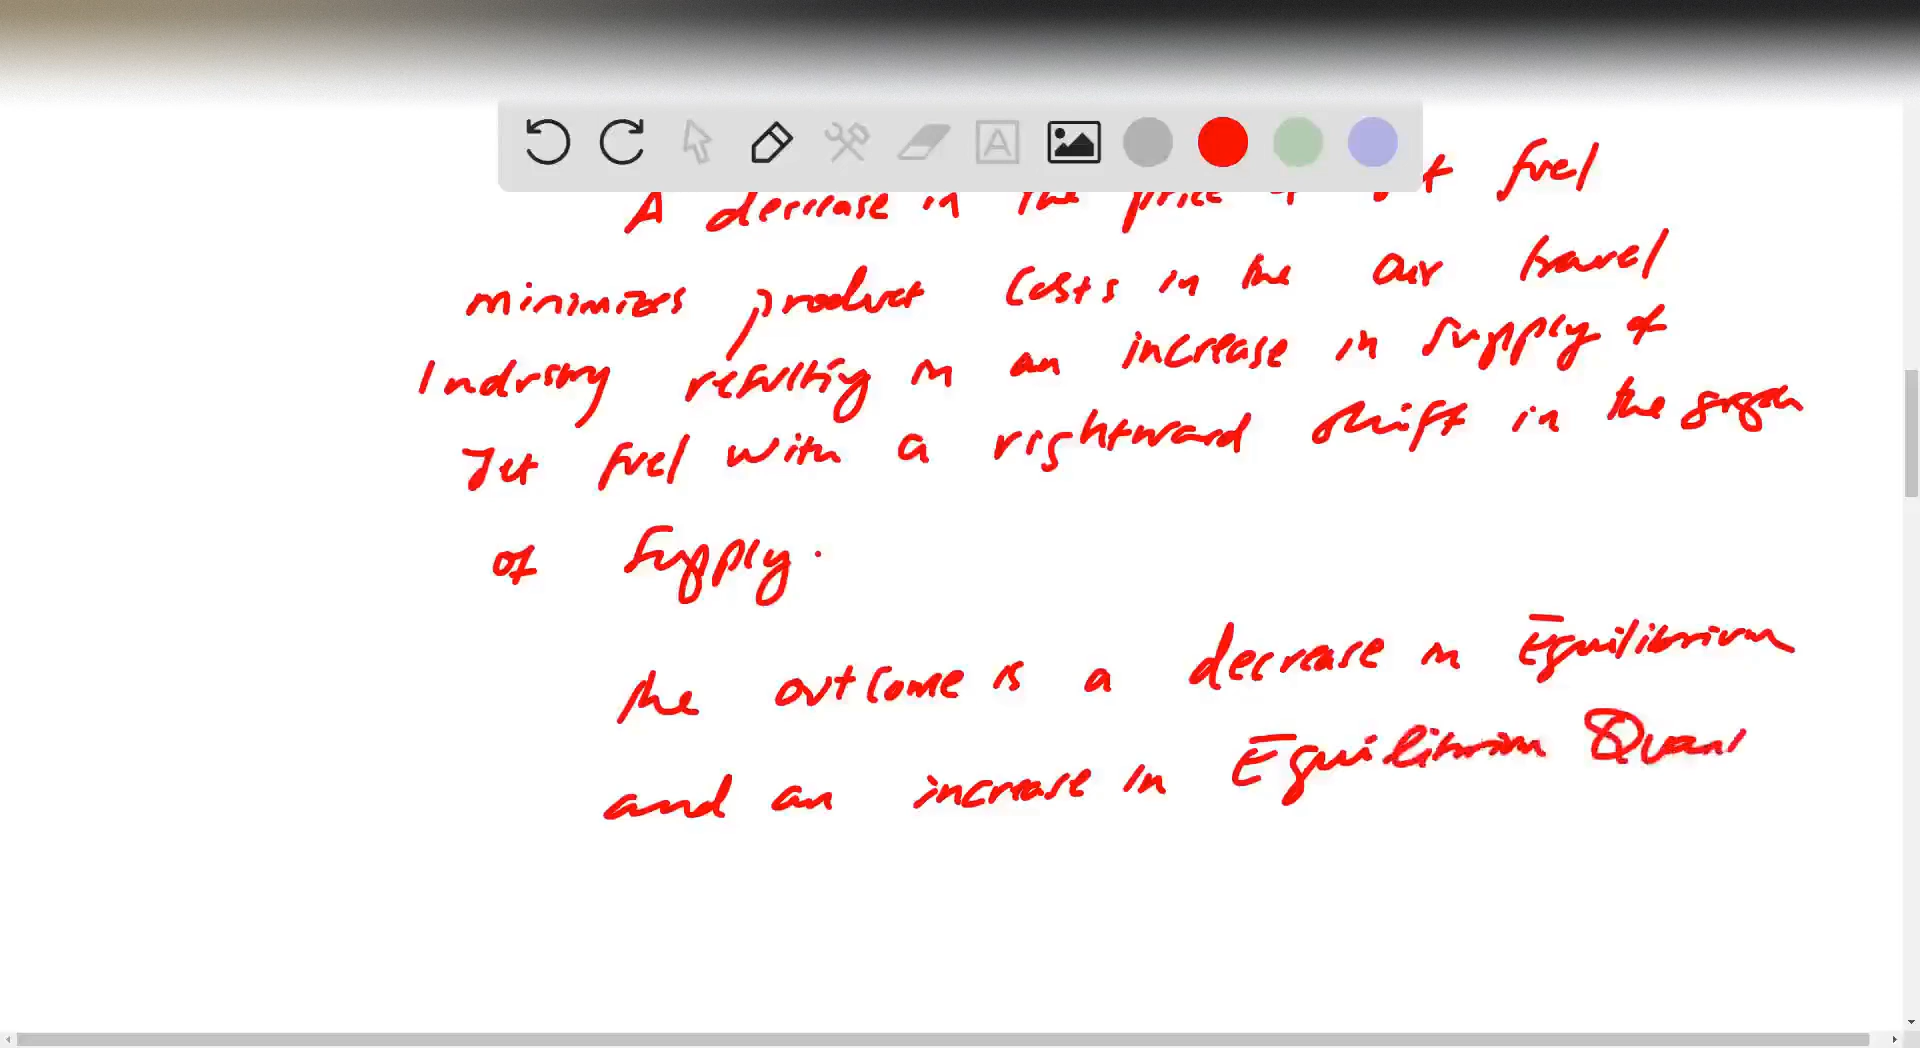 A decrease in the price of jet fuel
minimizes product costs in the air travel
Industry resulting in an increase in supply of
Jet fuel with a rightward shift in the graph
of supply.
the outcome is a decrease in Equilibrium
and an increase in Equilibrium Quant